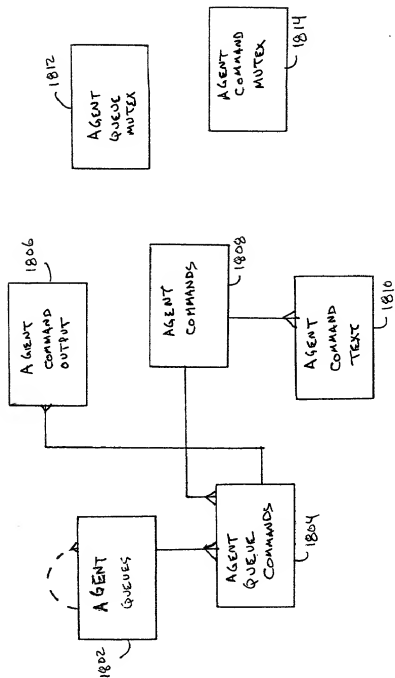 1812
AGENT
QUEUE
MUTEX
AGENT
COMMAND
MUTEX
1814
1806
AGENT
COMMAND
OUTPUT
AGENT
COMMANDS
1808
AGENT
COMMAND
TEXT
1810
AGENT
QUEUES
1802
AGENT
QUEUE
COMMANDS
1804